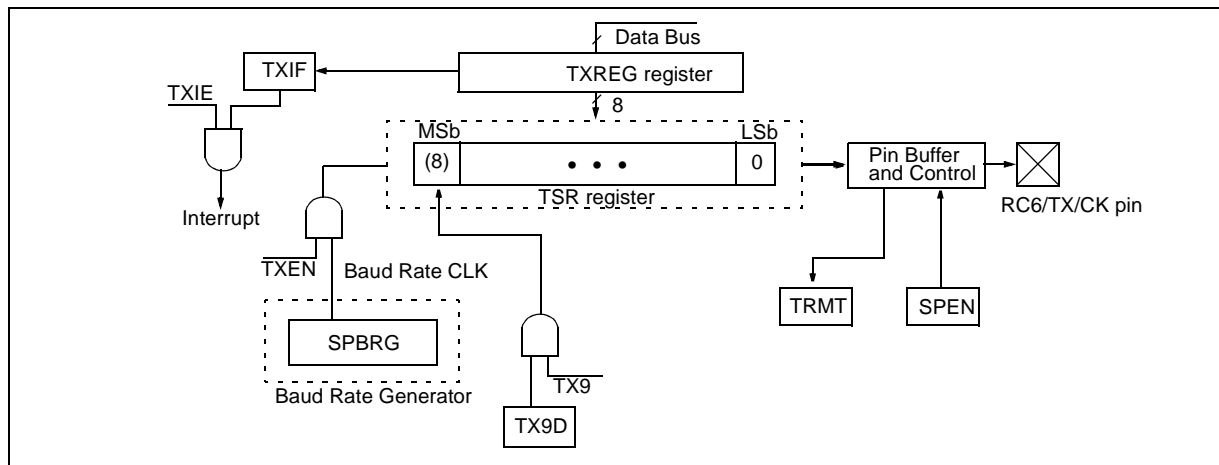 Data Bus
TXIF
TXREG register
TXIE
8
MSb
LSb
(8)
• • •
0
Pin Buffer
and Control
TSR register
Interrupt
RC6/TX/CK pin
TXEN
Baud Rate CLK
TRMT
SPEN
SPBRG
TX9
Baud Rate Generator
TX9D